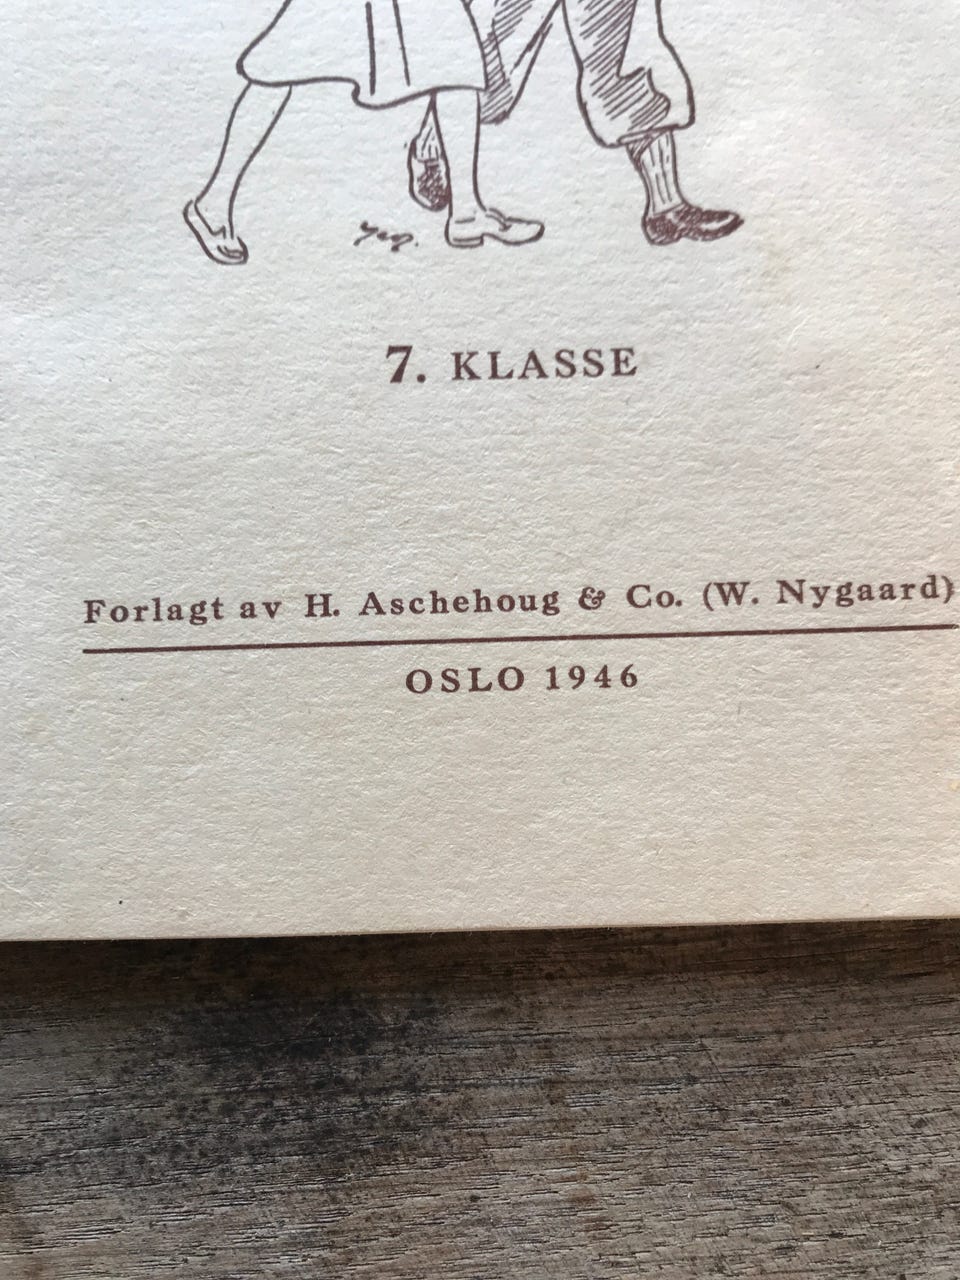 7. KLASSE
Forlagt av H. Aschehoug & Co. (W. Nygaard)
OSLO 1946